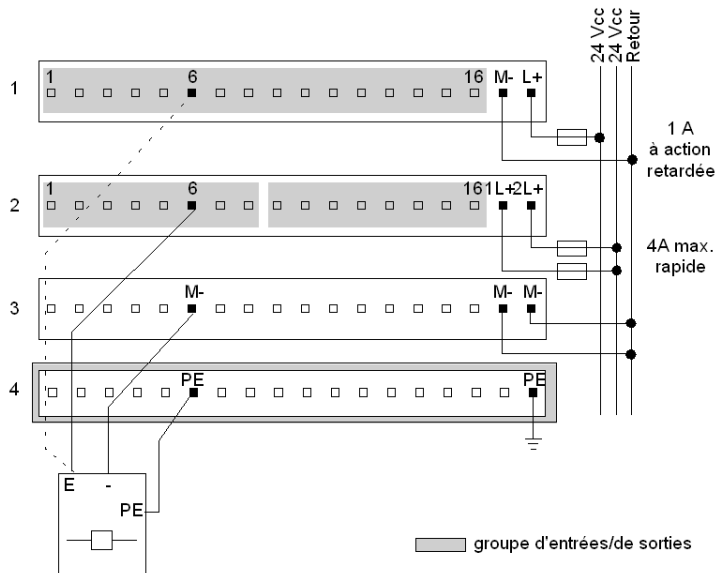 24 Vcc
24 Vcc
Retour
1
1 6 16 M- L+
1 A
à action
retardée
2
1 6 16 1L+ 2L+
4A max.
rapide
3
M- M- M-
4
PE PE
E -
PE
groupe d'entrées/de sorties